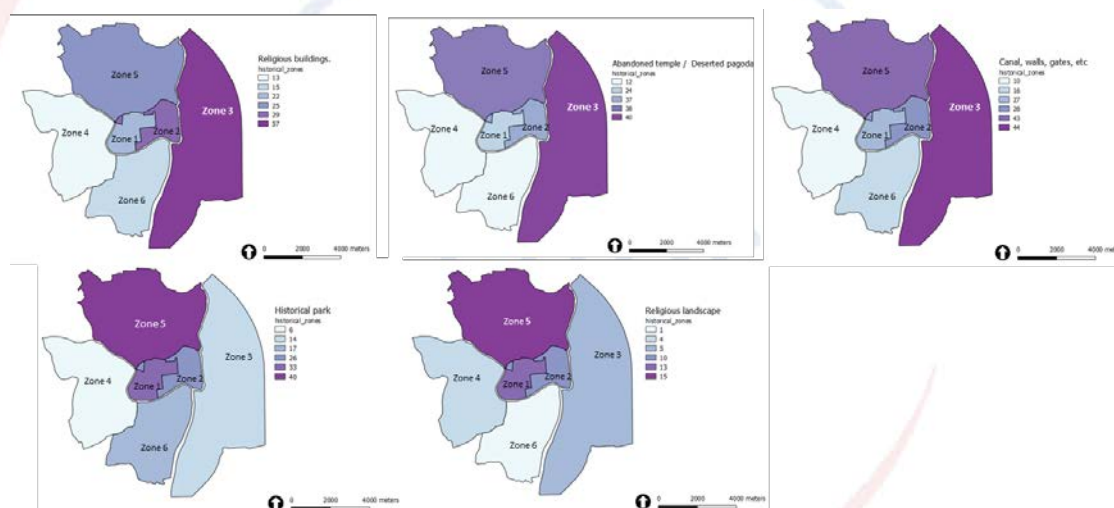 Religious buildings.
historical_zones
13
15
22
25
29
37
Zone 5
Zone 3
Zone 4
Zone 1
Zone 2
Zone 6
0 2000 4000 meters
Abandoned temple / Deserted pagoda
historical_zones
12
24
37
38
40
Zone 5
Zone 3
Zone 4
Zone 1
Zone 2
Zone 6
0 2000 4000 meters
Canal, walls, gates, etc
historical_zones
10
16
27
28
43
44
Zone 5
Zone 3
Zone 4
Zone 1
Zone 2
Zone 6
0 2000 4000 met
Historical park
historical_zones
6
14
17
26
33
40
Zone 5
Zone 3
Zone 4
Zone 1
Zone 2
Zone 6
0 2000 4000 meters
Religious landscape
historical_zones
1
4
5
10
13
15
Zone 5
Zone 3
Zone 4
Zone 1
Zone 2
Zone 6
0 2000 4000 meters